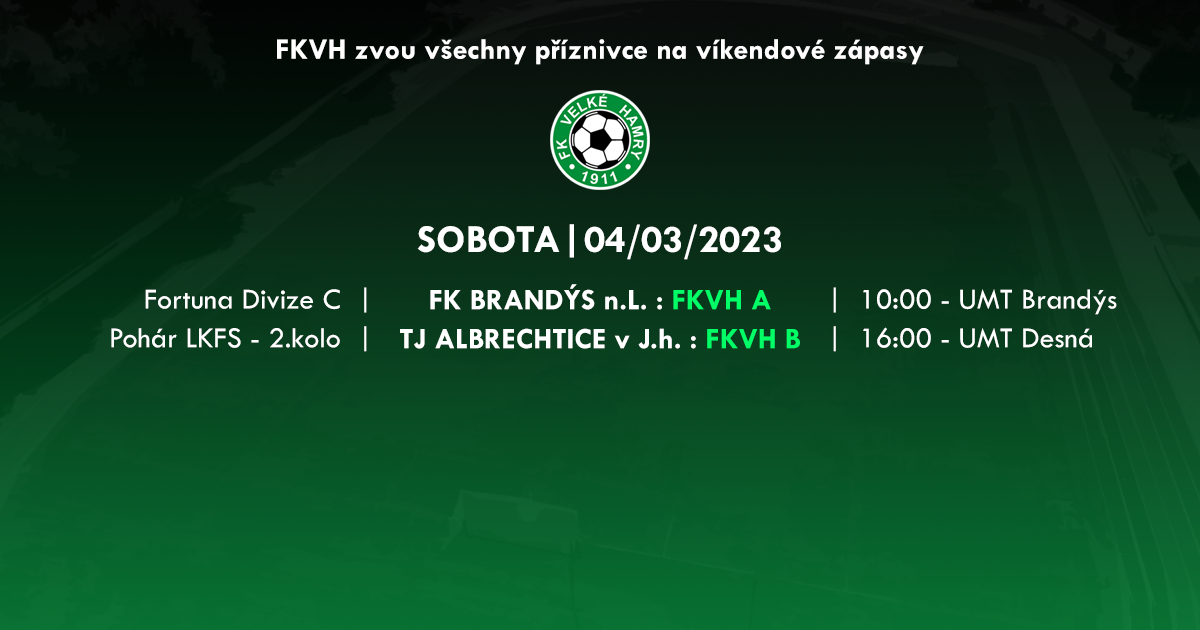 FKVH zvou všechny příznivce na víkendové zápasy
FK VELKÉ HAMRY
1911
SOBOTA|04/03/2023
Fortuna Divize C | FK BRANDÝS n.L. : FKVH A | 10:00 - UMT Brandýs
Pohár LKFS - 2.kolo | TJ ALBRECHTICE v J.h. : FKVH B | 16:00 - UMT Desná